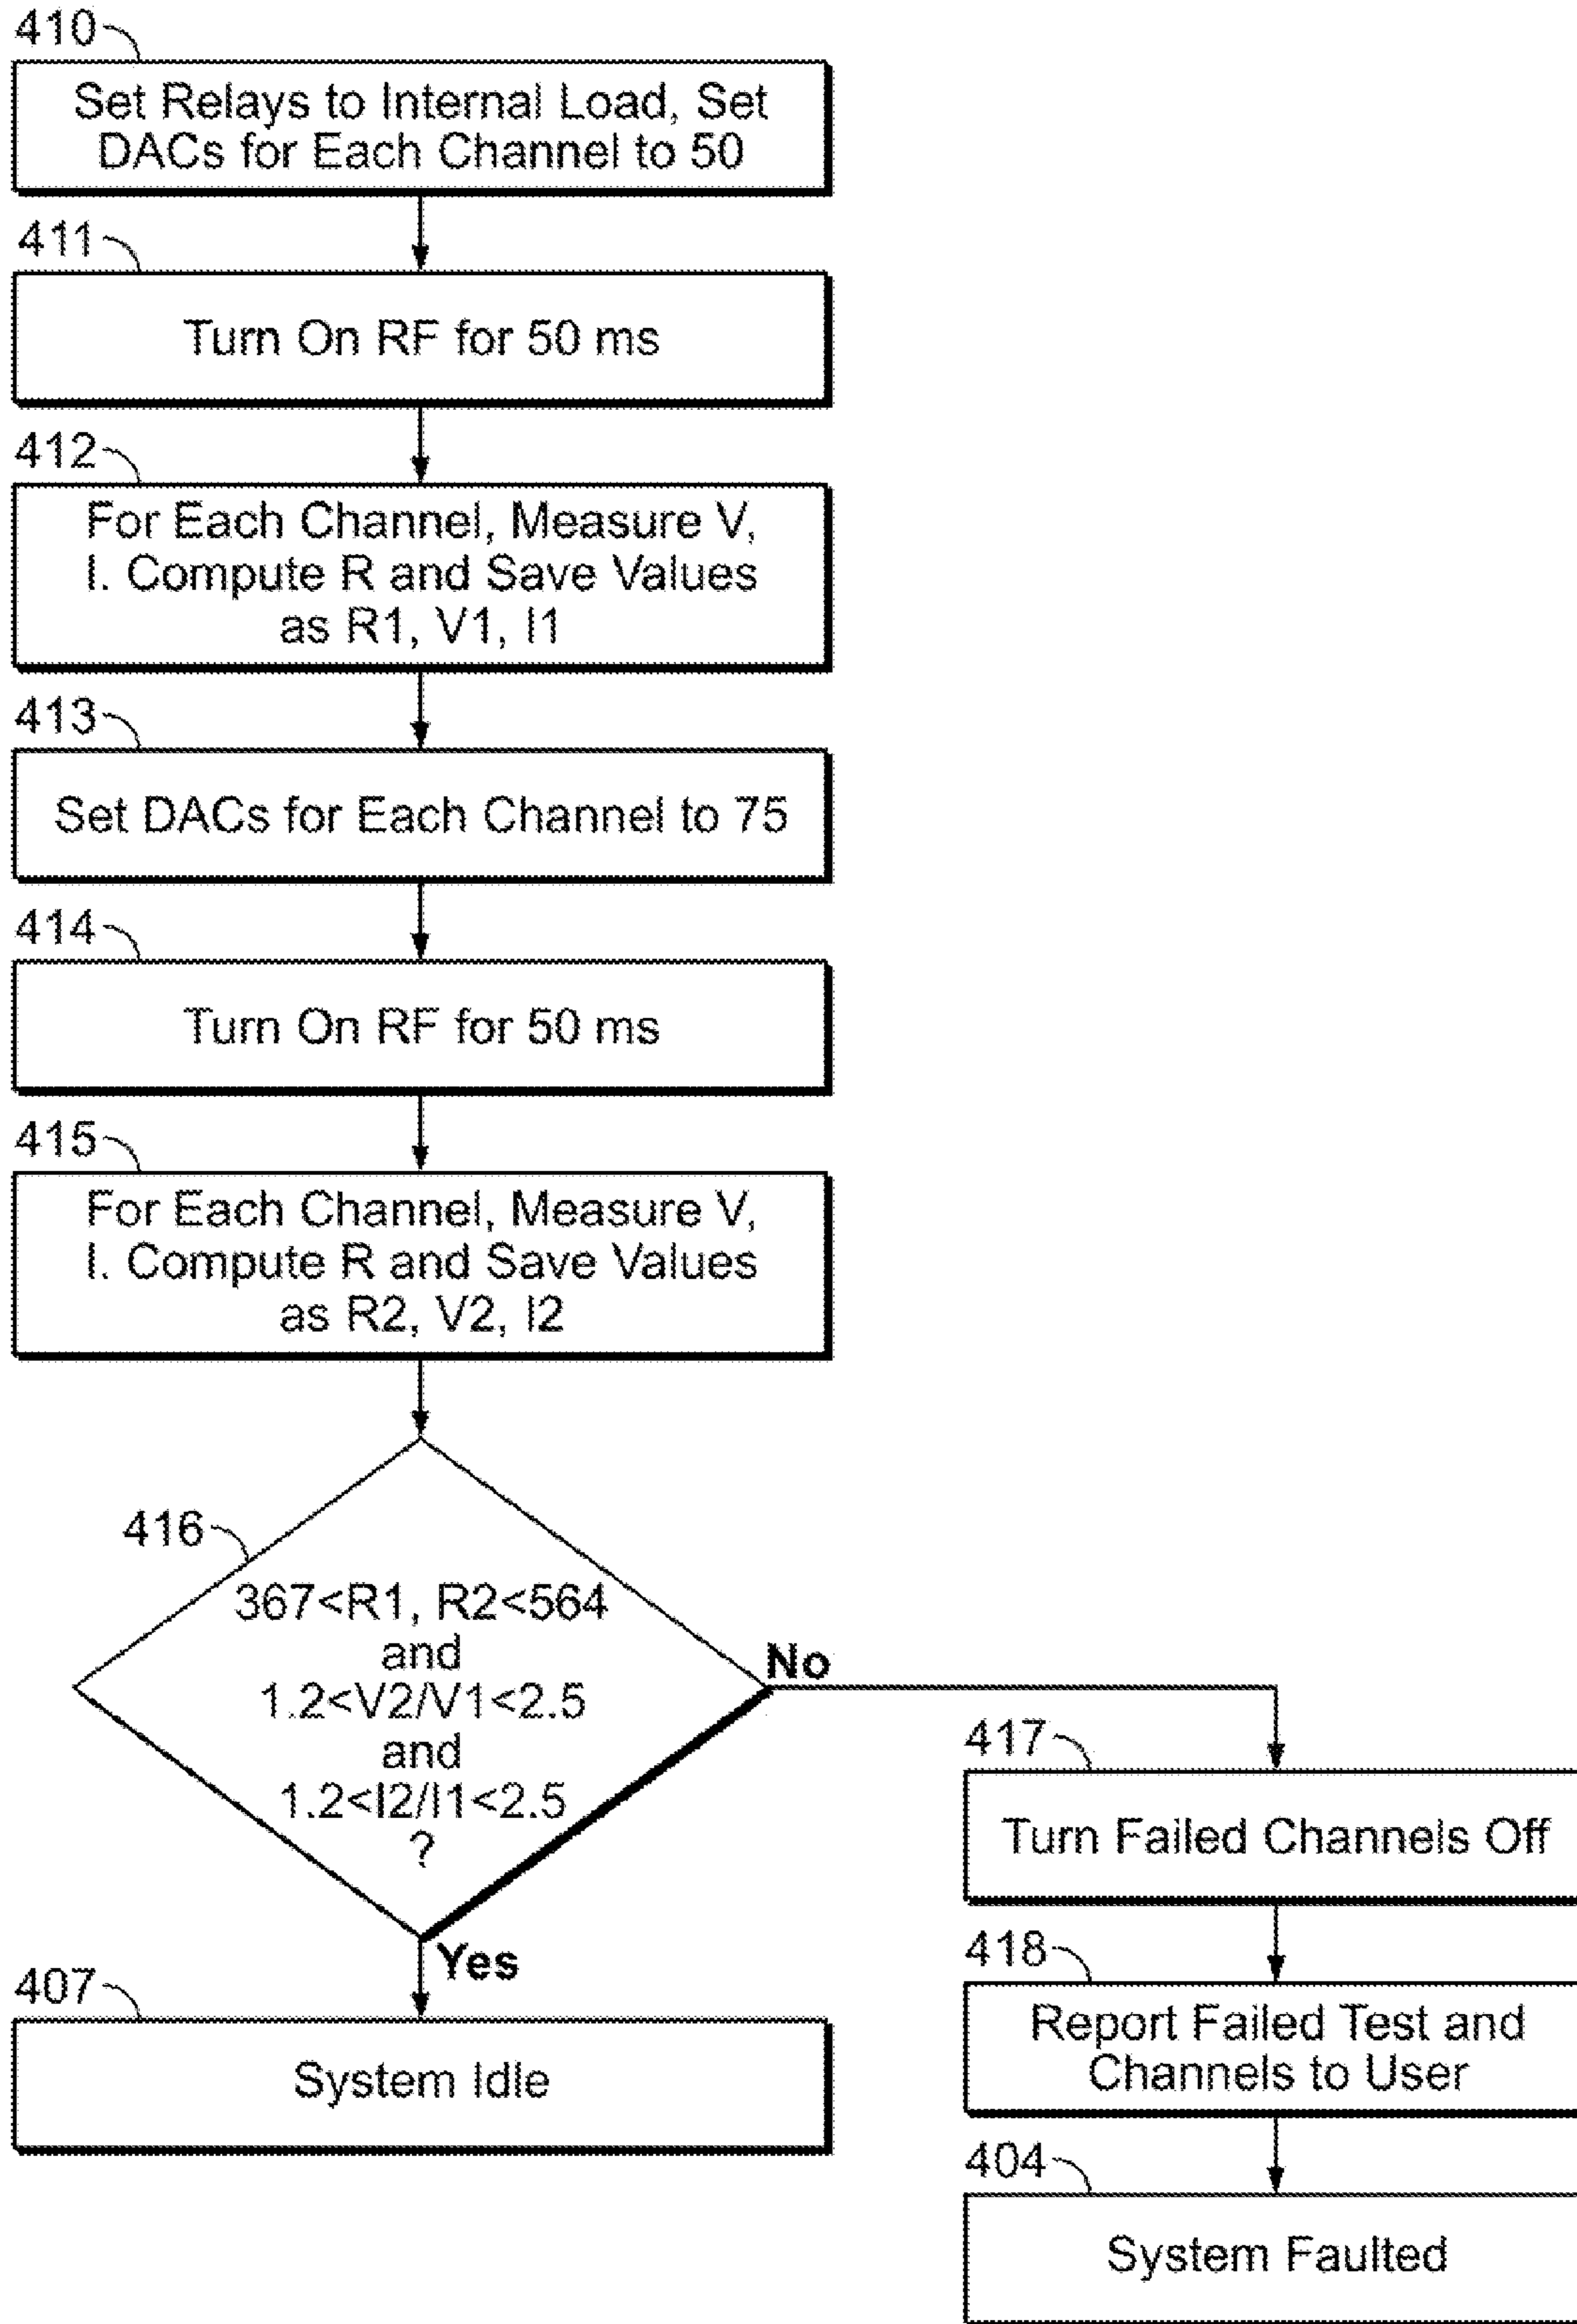 410
Set Relays to Internal Load, Set
DACs for Each Channel to 50
411
Turn On RF for 50 ms
412
For Each Channel, Measure V,
I. Compute R and Save Values
as R1, V1, I1
413
Set DACs for Each Channel to 75
414
Turn On RF for 50 ms
415
For Each Channel, Measure V,
I. Compute R and Save Values
as R2, V2, I2
416
367<R1, R2<564
and
1.2<V2/V1<2.5
and
1.2<I2/I1<2.5
?
No
Yes
407
System Idle
417
Turn Failed Channels Off
418
Report Failed Test and
Channels to User
404
System Faulted